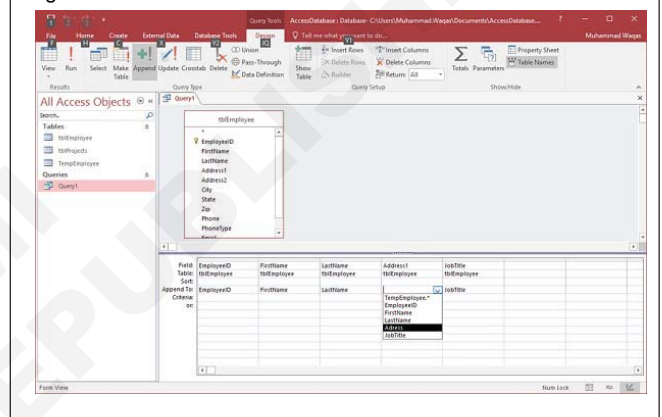 Query Tools
AccessDatabase : Database- C:\Users\Muhammad.Waqas\Documents\AccessDatabase...
? - □ ×
File Home Create External Data Database Tools Design Tell me what you want to do... Muhammad Waqas
View Run Select Make Table Append Update Crosstab Delete
Union
Pass-Through
Data Definition
Show Table
Insert Rows
Delete Rows
Builder
Insert Columns
Delete Columns
Return: All
Totals Parameters
Property Sheet
Table Names
Results Query Type Query Setup Show/Hide
All Access Objects
Search..
Tables
tblEmployee
tblProjects
TempEmployee
Queries
Query1
Query1
tblEmployee
*
EmployeeID
FirstName
LastName
Address1
Address2
City
State
Zip
Phone
PhoneType
Field: EmployeeID FirstName LastName Address1 JobTitle
Table: tblEmployee tblEmployee tblEmployee tblEmployee tblEmployee
Sort:
Append To: EmployeeID FirstName LastName JobTitle
Criteria:
or:
TempEmployee.*
EmployeeID
FirstName
LastName
Adress
JobTitle
Form View Num Lock